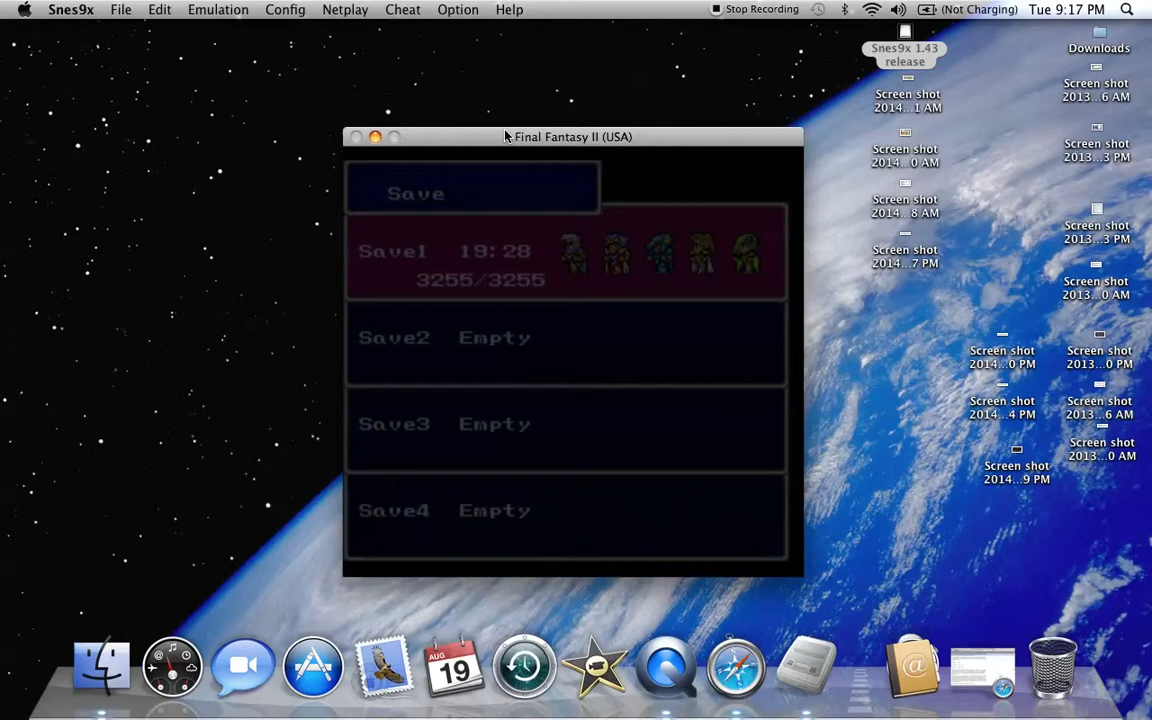 Snes9x File Edit Emulation Config Netplay Cheat Option Help Stop Recording (Not Charging) Tue 9:17 PM
Snes9x 1.43
release
Downloads
Screen shot
2014...1 AM
Screen shot
2013...6 AM
Screen shot
2014...0 AM
Screen shot
2013...3 PM
Screen shot
2014...8 AM
Screen shot
2013...3 PM
Screen shot
2014...7 PM
Screen shot
2013...0 AM
Screen shot
2014...0 PM
Screen shot
2013...0 PM
Screen shot
2014...4 PM
Screen shot
2013...6 AM
Screen shot
2013...0 AM
Screen shot
2014...9 PM
Final Fantasy II (USA)
Save
Save1 19:28
3255/3255
Save2 Empty
Save3 Empty
Save4 Empty
AUG
19